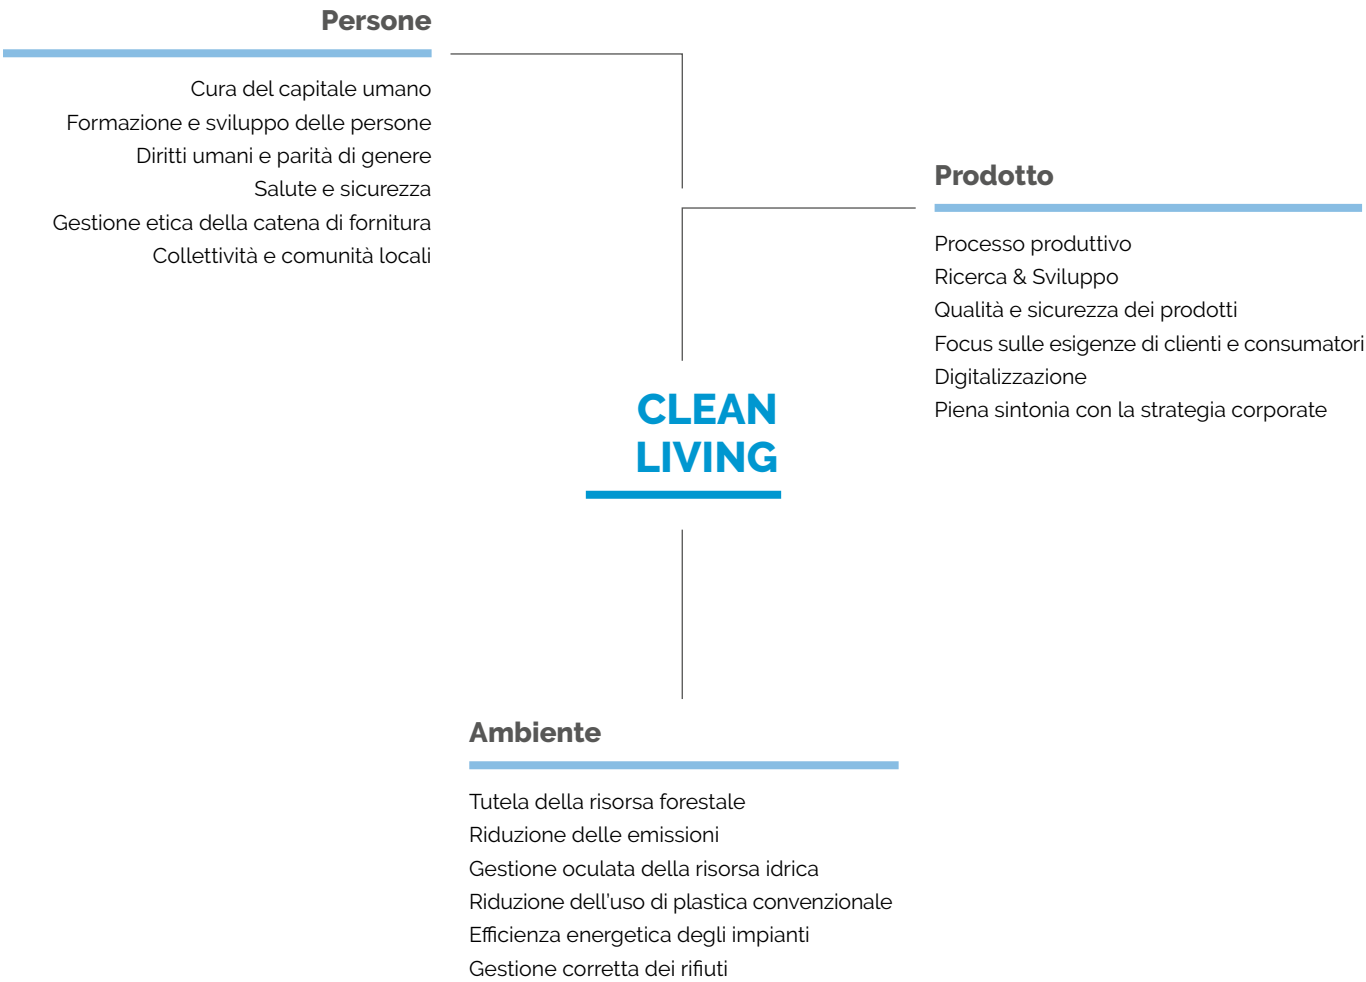 Persone
Cura del capitale umano
Formazione e sviluppo delle persone
Diritti umani e parità di genere
Salute e sicurezza
Gestione etica della catena di fornitura
Collettività e comunità locali
Prodotto
Processo produttivo
Ricerca & Sviluppo
Qualità e sicurezza dei prodotti
Focus sulle esigenze di clienti e consumatori
Digitalizzazione
Piena sintonia con la strategia corporate
CLEAN
LIVING
Ambiente
Tutela della risorsa forestale
Riduzione delle emissioni
Gestione oculata della risorsa idrica
Riduzione dell'uso di plastica convenzionale
Efficienza energetica degli impianti
Gestione corretta dei rifiuti